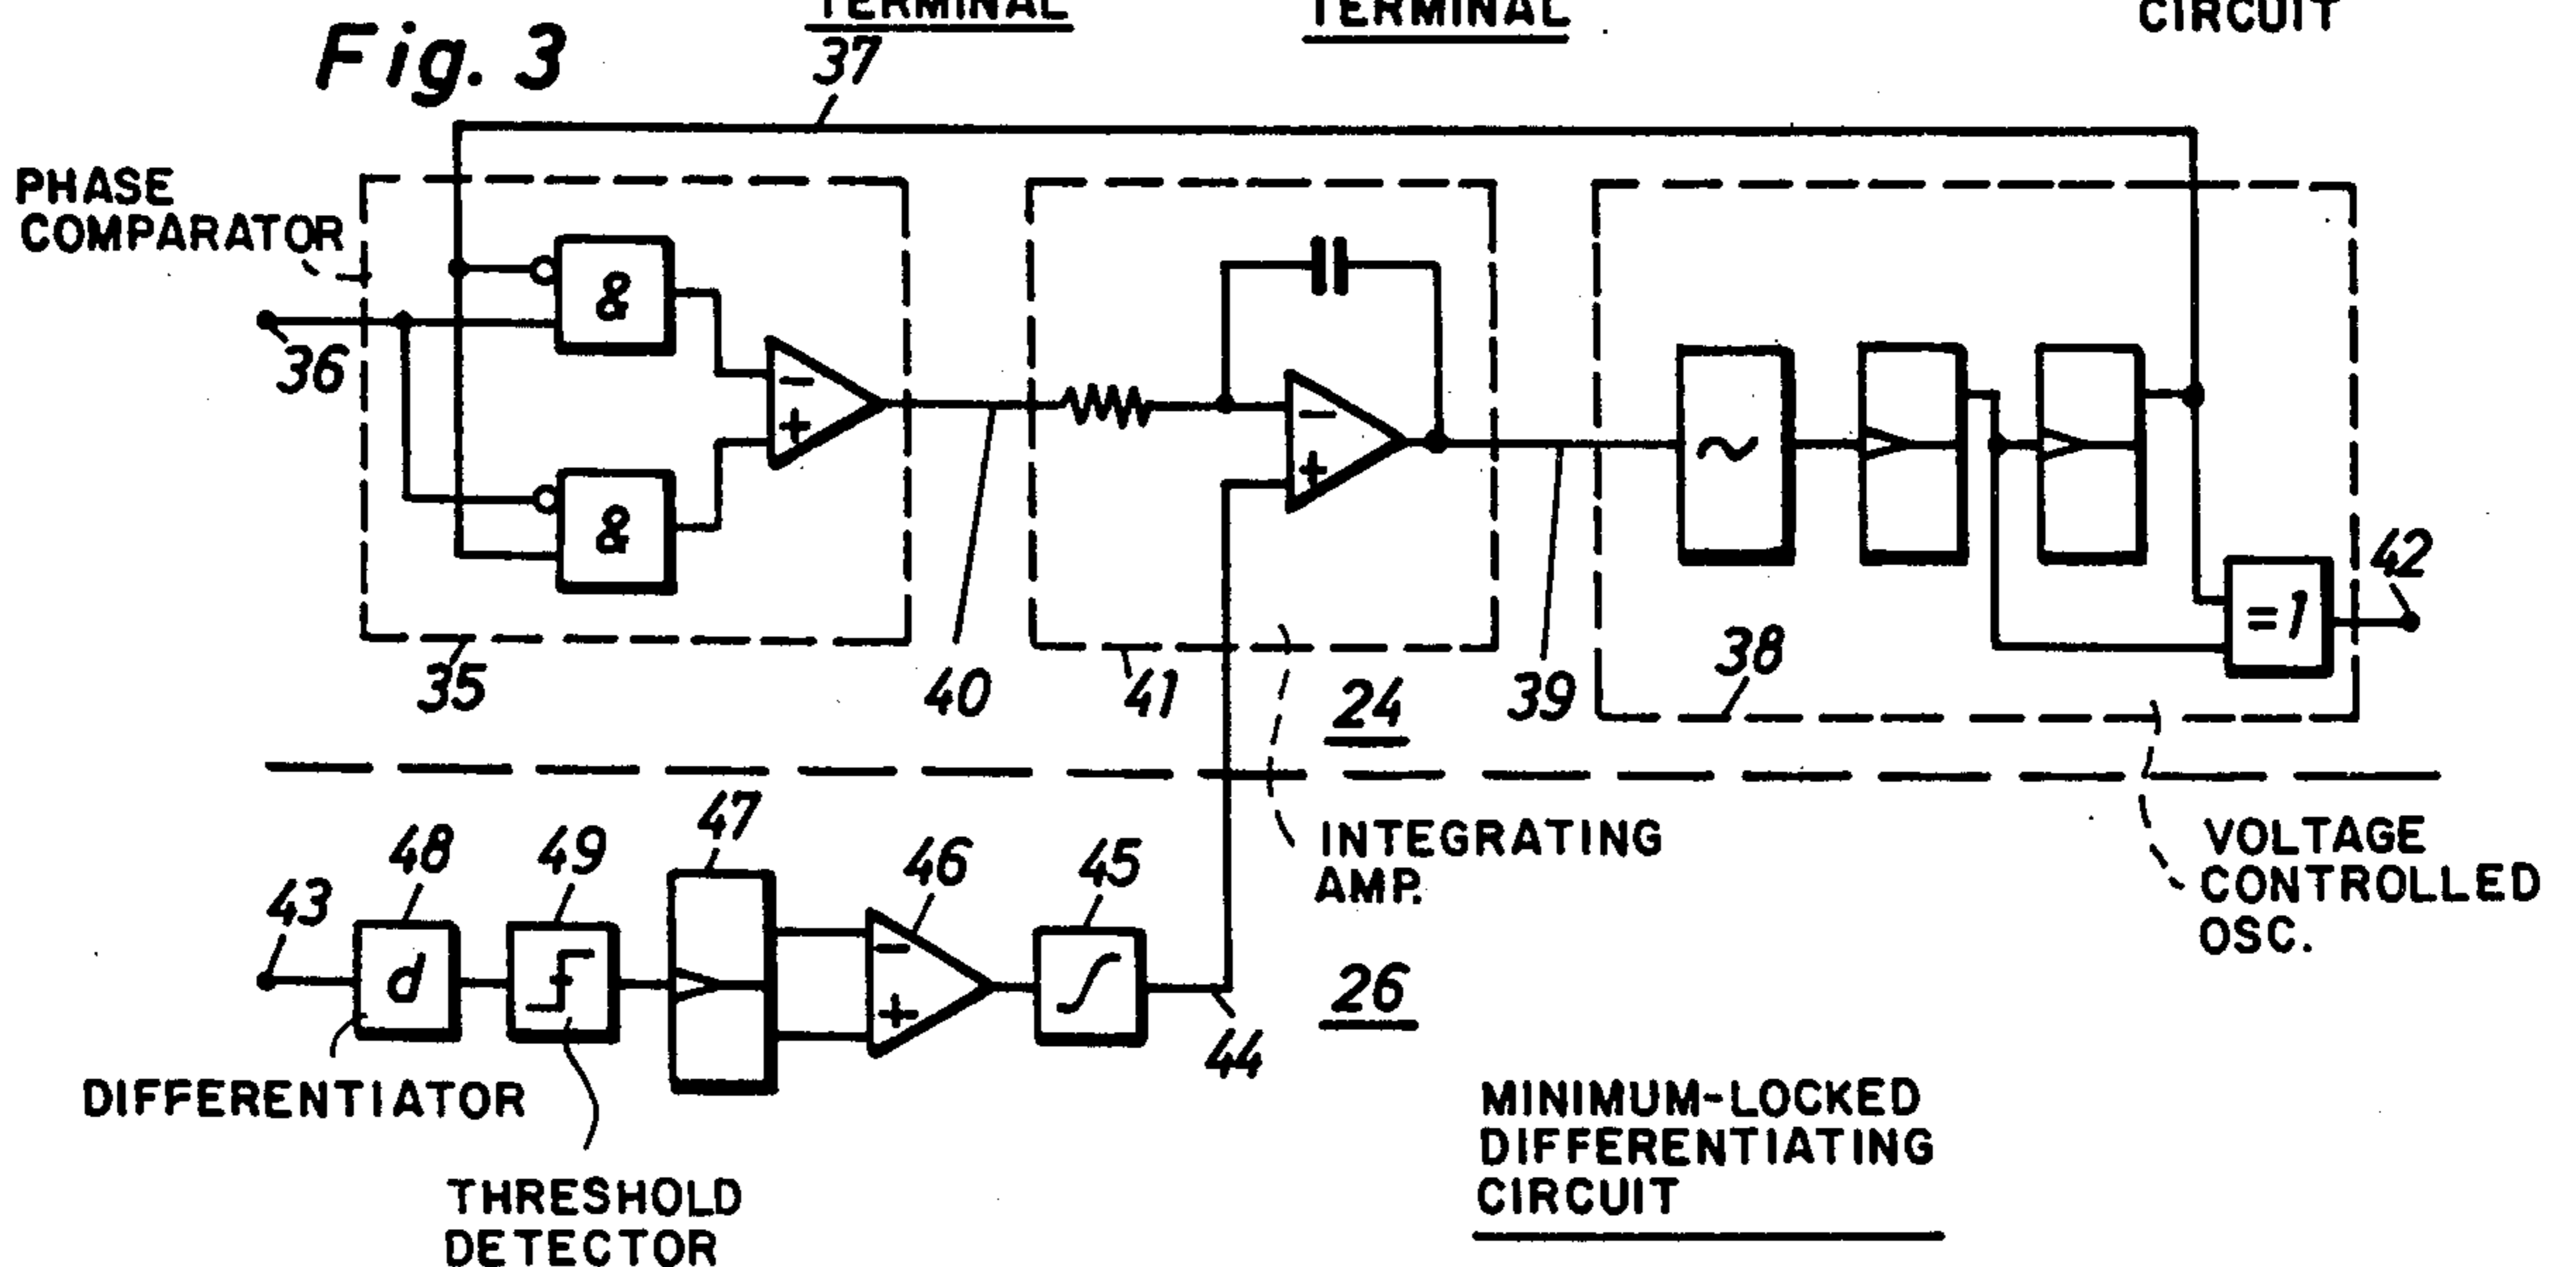 TERMINAL
TERMINAL
CIRCUIT
Fig. 3
37
PHASE
COMPARATOR
36
&
&
-
+
-
+
~
=1
42
35
40
41
24
39
38
47
48
49
46
45
43
d
-
+
44
26
INTEGRATING
AMP.
VOLTAGE
CONTROLLED
OSC.
DIFFERENTIATOR
THRESHOLD
DETECTOR
MINIMUM-LOCKED
DIFFERENTIATING
CIRCUIT